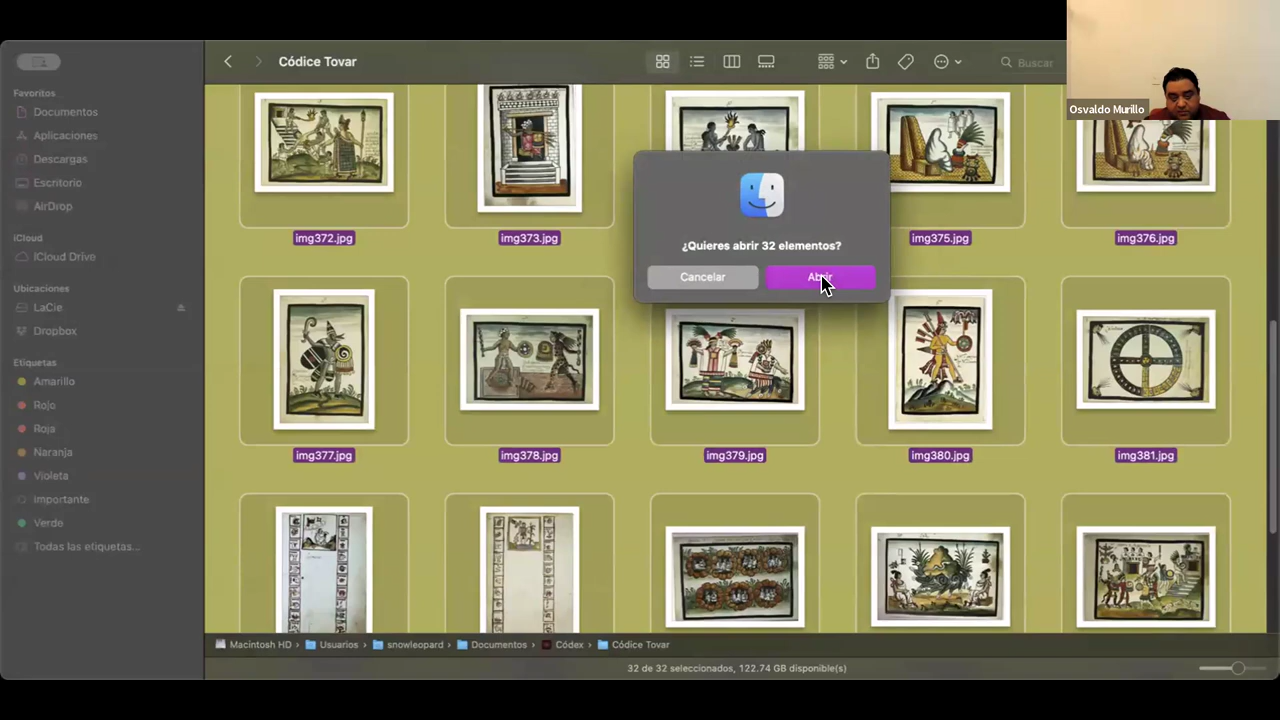 Códice Tovar
Buscar
Osvaldo Murillo
Favoritos
Documentos
Aplicaciones
Descargas
Escritorio
AirDrop
iCloud
iCloud Drive
Ubicaciones
LaCie
Dropbox
Etiquetas
Amarillo
Rojo
Roja
Naranja
Violeta
Importante
Verde
Todas las etiquetas...
img372.jpg
img373.jpg
img375.jpg
img376.jpg
¿Quieres abrir 32 elementos?
Cancelar
Abrir
img377.jpg
img378.jpg
img379.jpg
img380.jpg
img381.jpg
Macintosh HD › Usuarios › snowleopard › Documentos › Códex › Códice Tovar
32 de 32 seleccionados, 122.74 GB disponible(s)